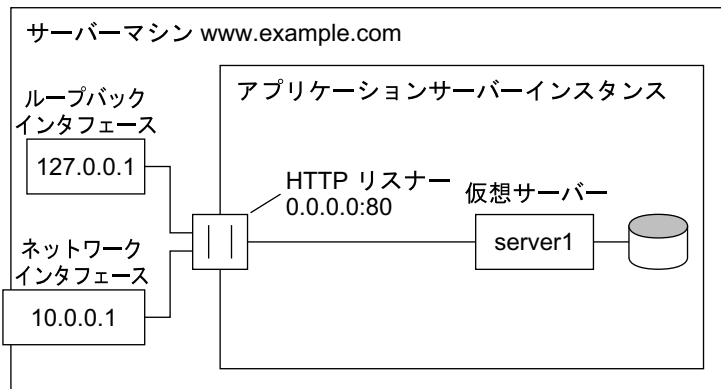 サーバーマシン www.example.com
アプリケーションサーバーインスタンス
ループバック
インタフェース
127.0.0.1
HTTP リスナー
0.0.0.0:80
仮想サーバー
server1
ネットワーク
インタフェース
10.0.0.1